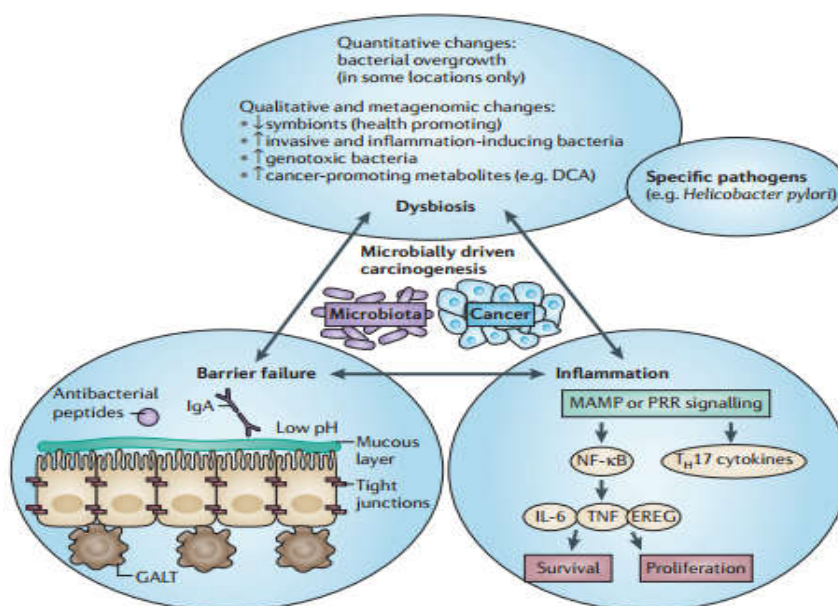 Quantitative changes:
bacterial overgrowth
(in some locations only)
Qualitative and metagenomic changes:
• ↓symbionts (health promoting)
• ↑invasive and inflammation-inducing bacteria
• ↑genotoxic bacteria
• ↑cancer-promoting metabolites (e.g. DCA)
Dysbiosis
Specific pathogens
(e.g. Helicobacter pylori)
Microbially driven
carcinogenesis
Microbiota
Cancer
Barrier failure
Antibacterial
peptides
IgA
Low pH
Mucous
layer
Tight
junctions
GALT
Inflammation
MAMP or PRR signalling
NF-κB
TH17 cytokines
IL-6
TNF
EREG
Survival
Proliferation